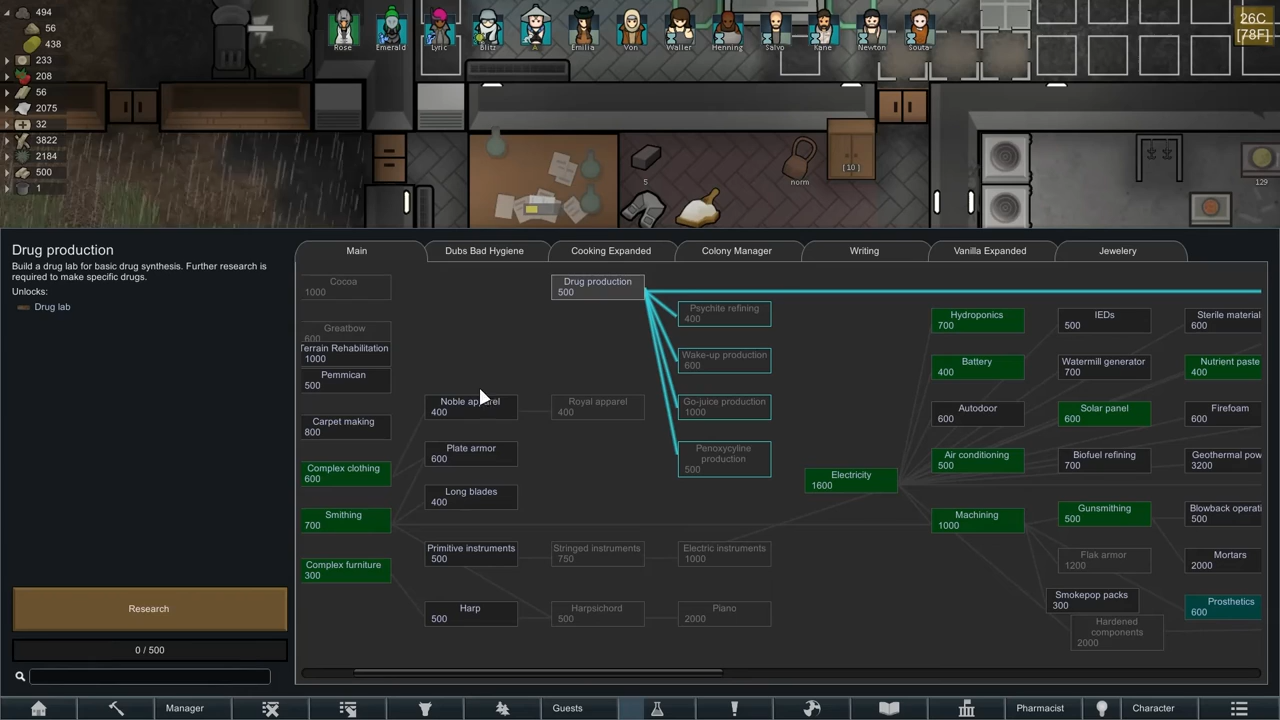 494
56
438
233
208
56
2075
32
3822
2184
500
1
Rose
Emerald
Lyric
Blitz
A
Emilia
Von
Waller
Henning
Salvo
Kane
Newton
Souta
26C
[78F]
5
norm
[ 10 ]
129
Drug production
Build a drug lab for basic drug synthesis. Further research is
required to make specific drugs.
Unlocks:
Drug lab
Research
0 / 500
Main
Dubs Bad Hygiene
Cooking Expanded
Colony Manager
Writing
Vanilla Expanded
Jewelery
Cocoa
1000
Greatbow
600
Terrain Rehabilitation
1000
Pemmican
500
Carpet making
800
Complex clothing
600
Smithing
700
Complex furniture
300
Noble apparel
400
Plate armor
600
Long blades
400
Primitive instruments
500
Harp
500
Drug production
500
Royal apparel
400
Stringed instruments
750
Harpsichord
500
Psychite refining
400
Wake-up production
600
Go-juice production
1000
Penoxycyline
production
500
Electric instruments
1000
Piano
2000
Electricity
1600
Hydroponics
700
Battery
400
Autodoor
600
Air conditioning
500
Machining
1000
IEDs
500
Watermill generator
700
Solar panel
600
Biofuel refining
700
Gunsmithing
500
Flak armor
1200
Smokepop packs
300
Hardened
components
2000
Sterile material
600
Nutrient paste
400
Firefoam
600
Geothermal pow
3200
Blowback operati
500
Mortars
2000
Prosthetics
600
Manager
Guests
Pharmacist
Character